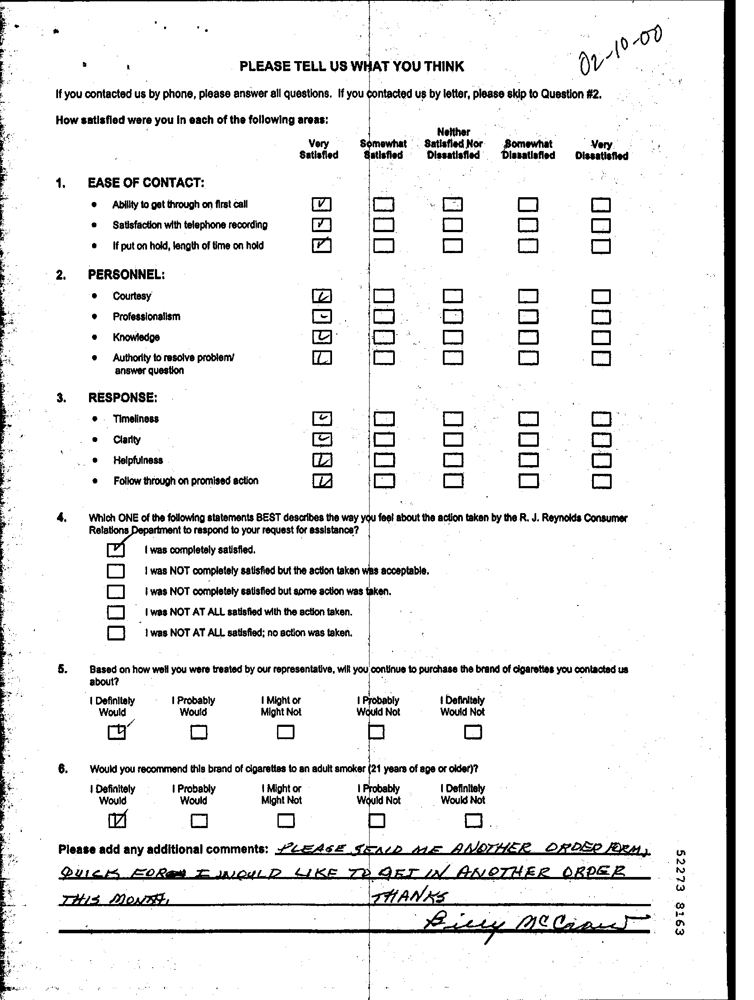 02-10-00
PLEASE TELL US WHAT YOU THINK
If you contacted us by phone, please answer all questions. If you contacted us by letter, please skip to Question #2.
How satisfied were you in each of the following areas:
Very Satisfied Somewhat Satisfied Neither Satisfied Nor Dissatisfied Somewhat Dissatisfied Very Dissatisfied
1. EASE OF CONTACT:
• Ability to get through on first call
• Satisfaction with telephone recording
• If put on hold, length of time on hold
2. PERSONNEL:
• Courtesy
• Professionalism
• Knowledge
• Authority to resolve problem/
answer question
3. RESPONSE:
• Timeliness
• Clarity
• Helpfulness
• Follow through on promised action
4. Which ONE of the following statements BEST describes the way you feel about the action taken by the R. J. Reynolds Consumer
Relations Department to respond to your request for assistance?
I was completely satisfied.
I was NOT completely satisfied but the action taken was acceptable.
I was NOT completely satisfied but some action was taken.
I was NOT AT ALL satisfied with the action taken.
I was NOT AT ALL satisfied; no action was taken.
5. Based on how well you were treated by our representative, will you continue to purchase the brand of cigarettes you contacted us
about?
I Definitely Would I Probably Would I Might or Might Not I Probably Would Not I Definitely Would Not
6. Would you recommend this brand of cigarettes to an adult smoker (21 years of age or older)?
I Definitely Would I Probably Would I Might or Might Not I Probably Would Not I Definitely Would Not
Please add any additional comments: PLEASE SEND ME ANOTHER ORDER FORM,
QUICK I WOULD LIKE TO GET IN ANOTHER ORDER
THIS MONTH, THANKS
Billy
52273 8163